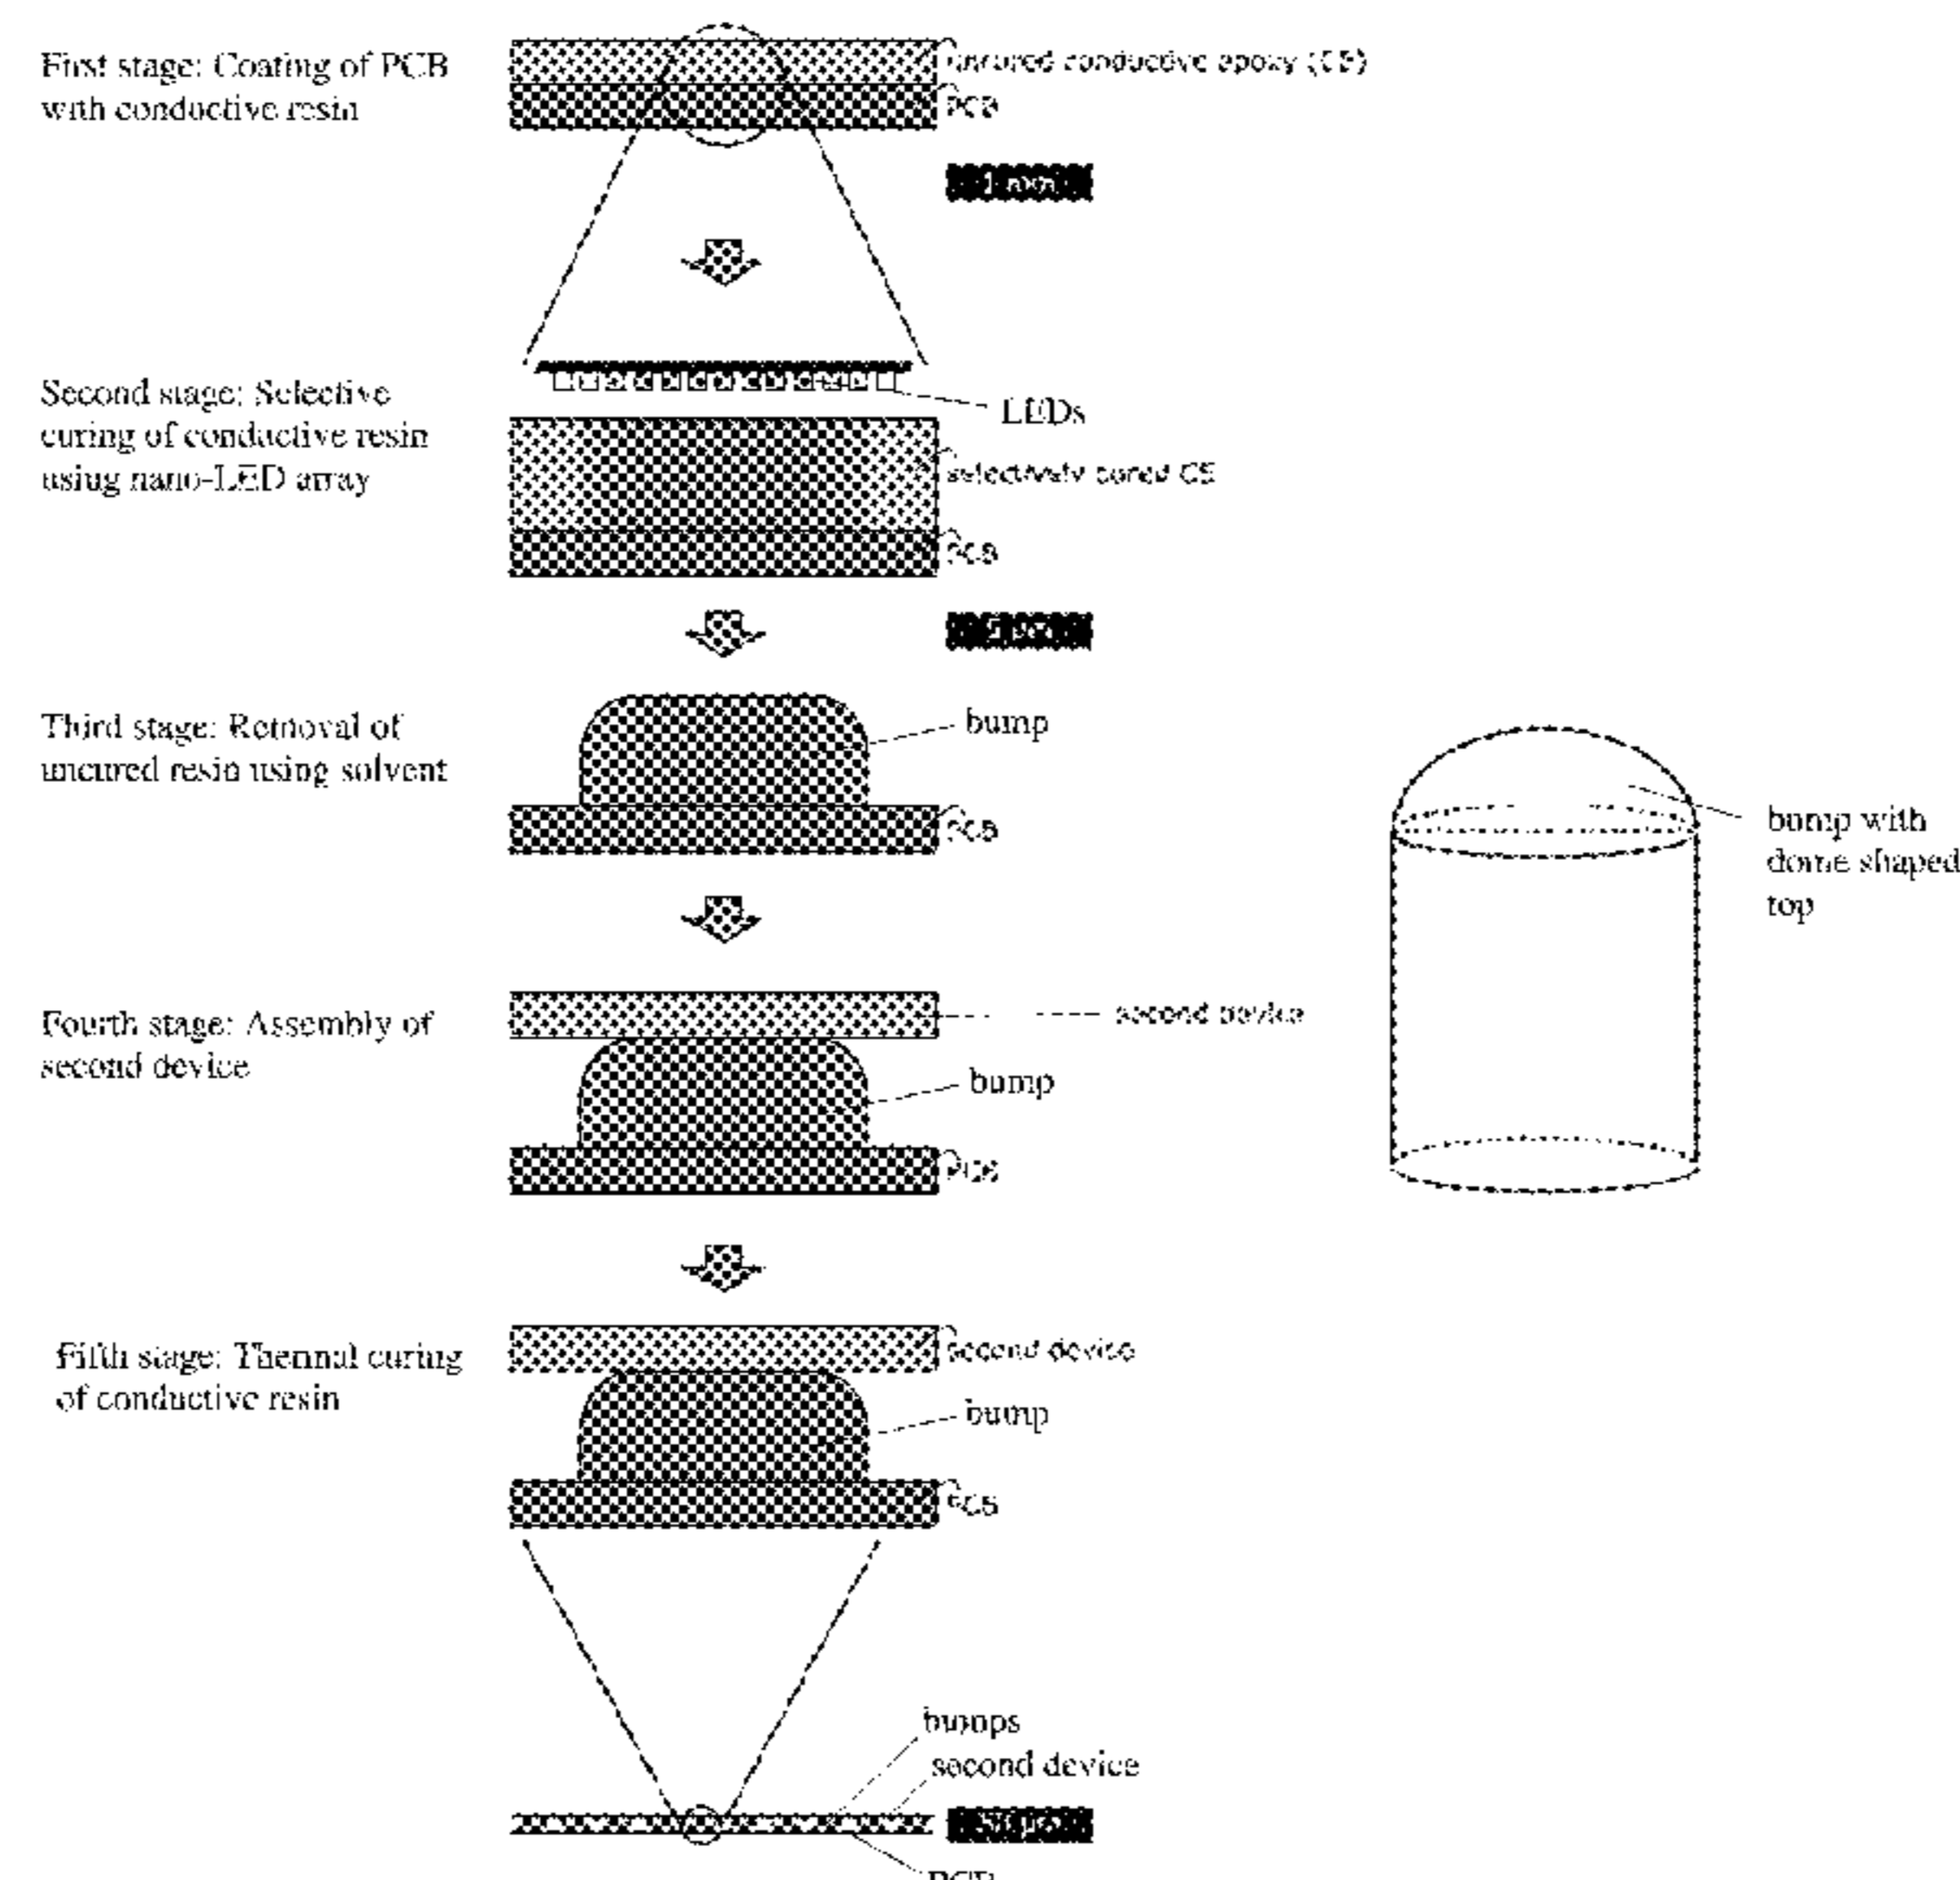 First stage: Coating of PCB
with conductive resin
uncured conductive epoxy (CE)
PCB
Second stage: Selective
curing of conductive resin
using nano-LED array
LEDs
selectively cured CE
PCB
Third stage: Removal of
uncured resin using solvent
bump
PCB
bump with
dome shaped
top
Fourth stage: Assembly of
second device
second device
bump
PCB
Fifth stage: Thermal curing
of conductive resin
second device
bump
PCB
bumps
second device
PCB